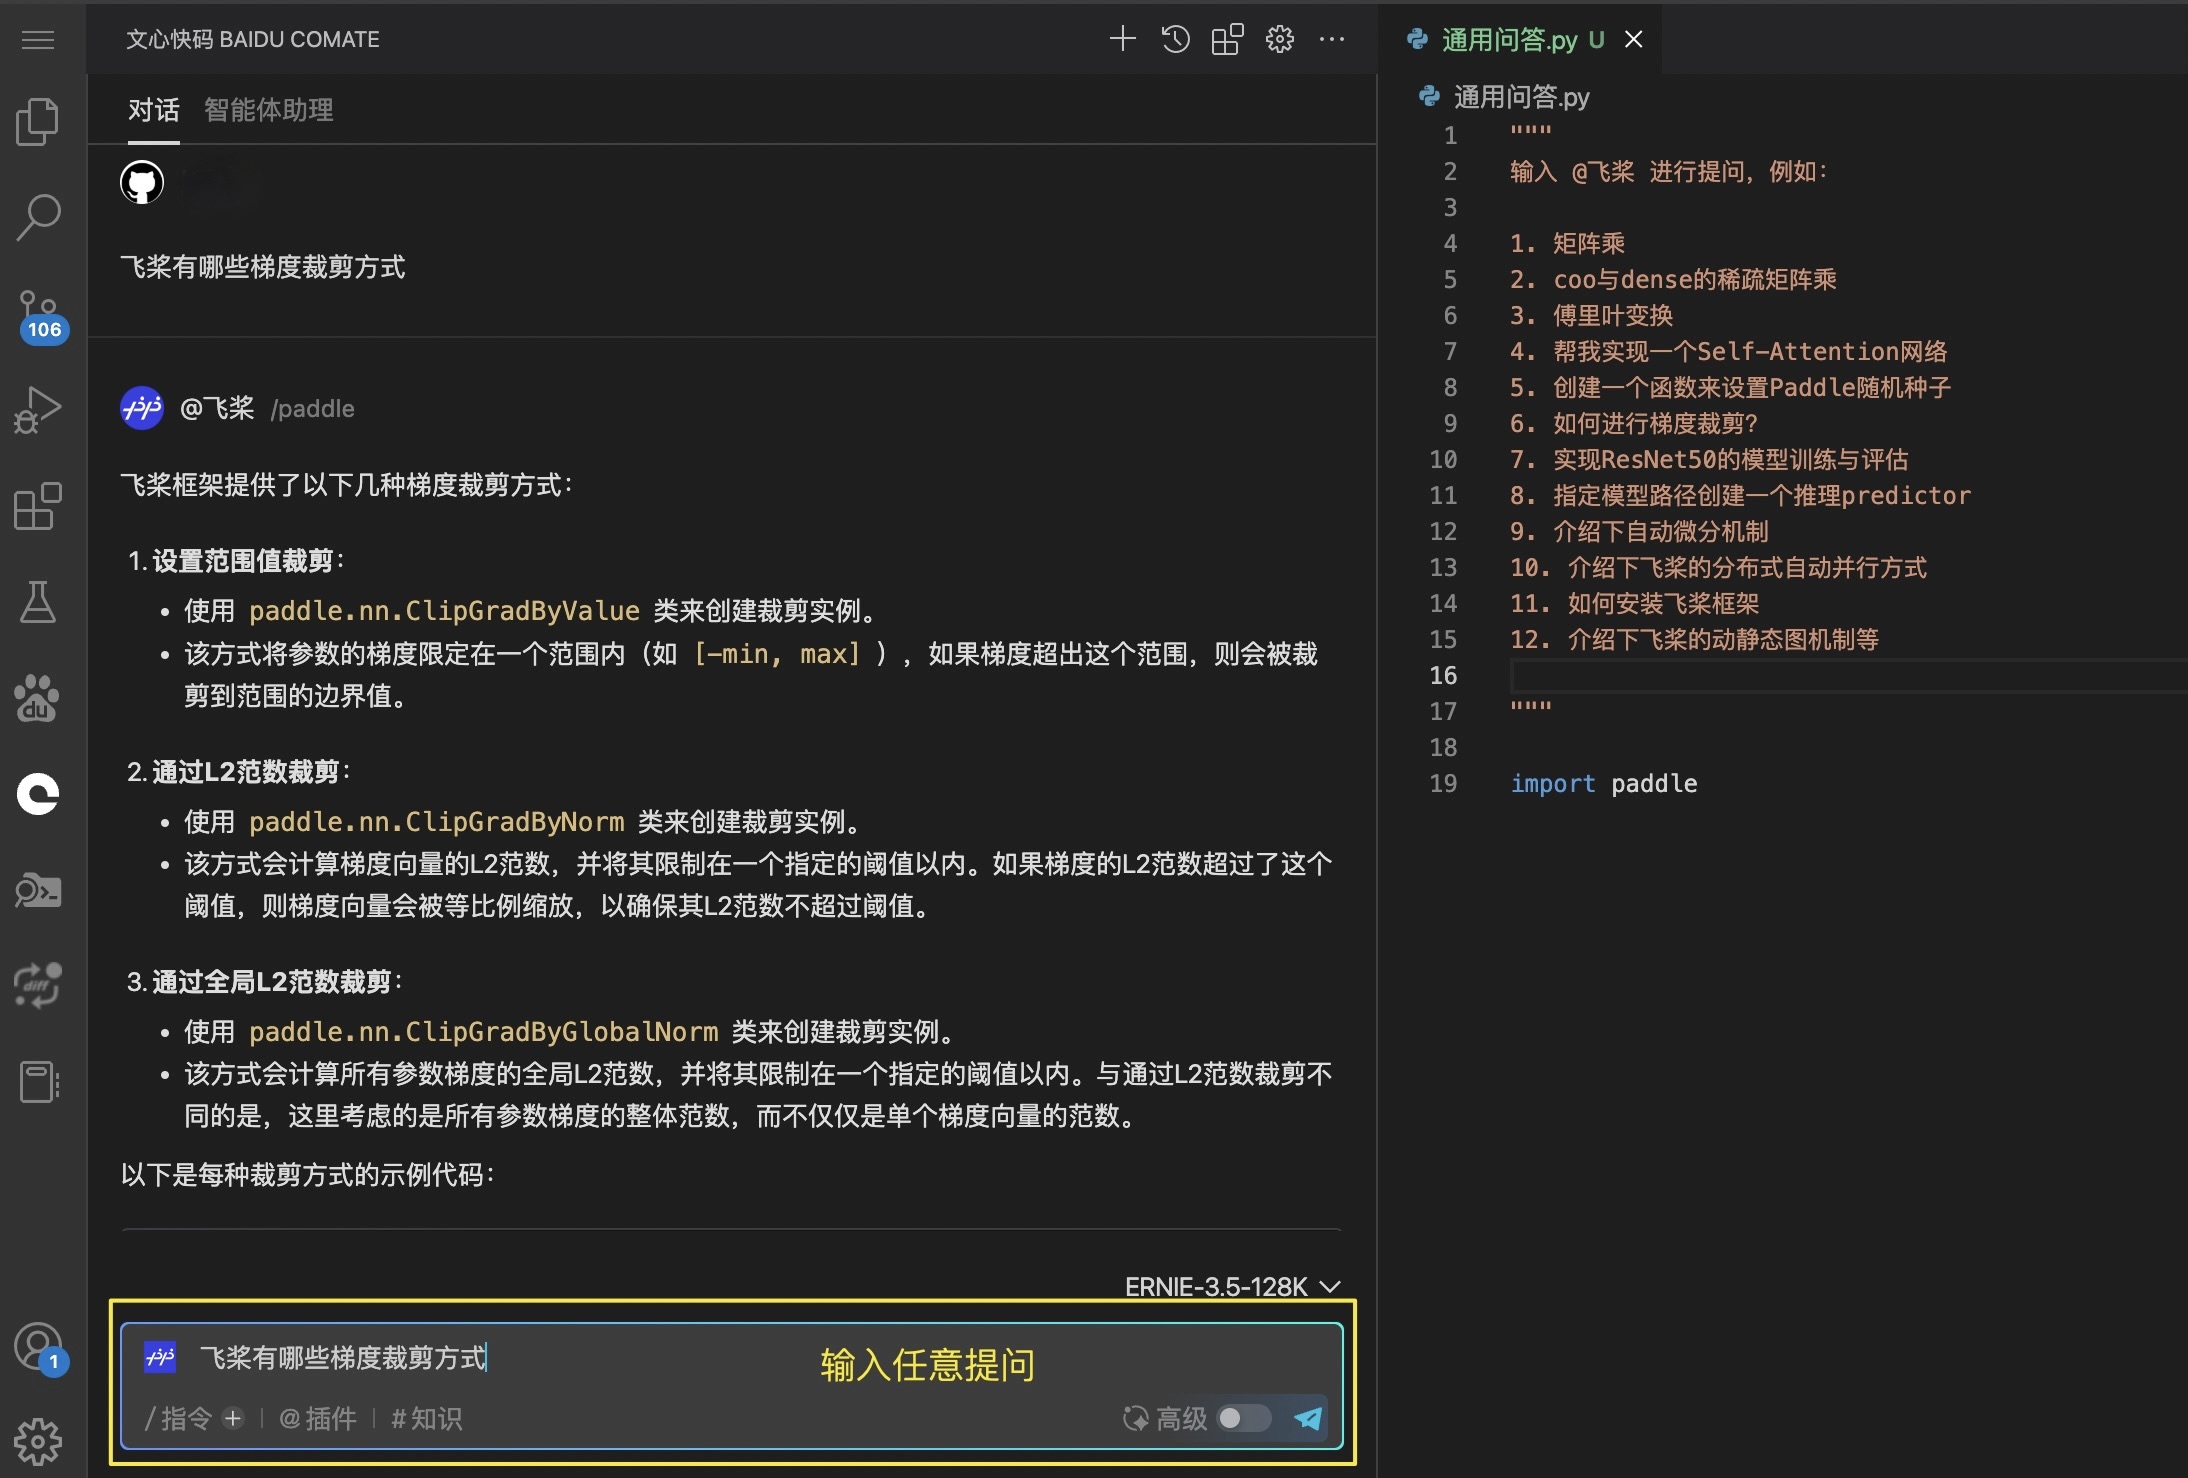 文心快码 BAIDU COMATE
对话 智能体助理
飞桨有哪些梯度裁剪方式
@飞桨 /paddle
飞桨框架提供了以下几种梯度裁剪方式：
1. 设置范围值裁剪：
• 使用 paddle.nn.ClipGradByValue 类来创建裁剪实例。
• 该方式将参数的梯度限定在一个范围内（如 [-min, max] ），如果梯度超出这个范围，则会被裁
剪到范围的边界值。
2. 通过L2范数裁剪：
• 使用 paddle.nn.ClipGradByNorm 类来创建裁剪实例。
• 该方式会计算梯度向量的L2范数，并将其限制在一个指定的阈值以内。如果梯度的L2范数超过了这个
阈值，则梯度向量会被等比例缩放，以确保其L2范数不超过阈值。
3. 通过全局L2范数裁剪：
• 使用 paddle.nn.ClipGradByGlobalNorm 类来创建裁剪实例。
• 该方式会计算所有参数梯度的全局L2范数，并将其限制在一个指定的阈值以内。与通过L2范数裁剪不
同的是，这里考虑的是所有参数梯度的整体范数，而不仅仅是单个梯度向量的范数。
以下是每种裁剪方式的示例代码：
ERNIE-3.5-128K
飞桨有哪些梯度裁剪方式
输入任意提问
/ 指令 + | @ 插件 | # 知识
高级
106
du
diff
1
通用问答.py U
通用问答.py
1 """
2 输入 @飞桨 进行提问，例如：
3
4 1. 矩阵乘
5 2. coo与dense的稀疏矩阵乘
6 3. 傅里叶变换
7 4. 帮我实现一个Self-Attention网络
8 5. 创建一个函数来设置Paddle随机种子
9 6. 如何进行梯度裁剪？
10 7. 实现ResNet50的模型训练与评估
11 8. 指定模型路径创建一个推理predictor
12 9. 介绍下自动微分机制
13 10. 介绍下飞桨的分布式自动并行方式
14 11. 如何安装飞桨框架
15 12. 介绍下飞桨的动静态图机制等
16
17 """
18
19 import paddle